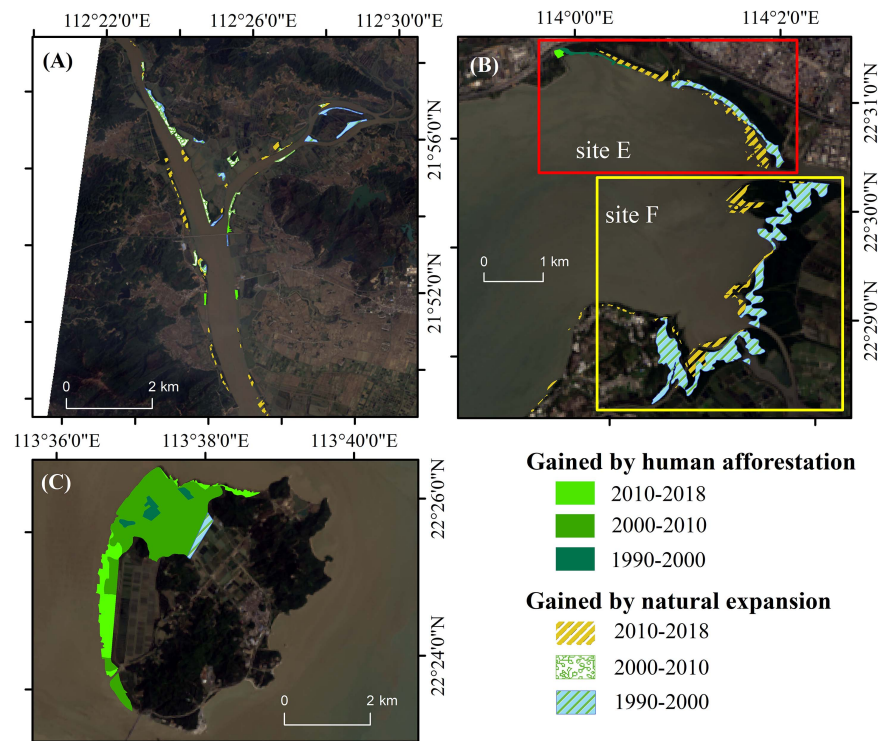 112°22'0"E 112°26'0"E 112°30'0"E
(A)
21°56'0"N
21°52'0"N
0 2 km
114°0'0"E 114°2'0"E
(B)
site E
site F
0 1 km
22°31'0"N
22°30'0"N
22°29'0"N
113°36'0"E 113°38'0"E 113°40'0"E
(C)
22°26'0"N
22°24'0"N
0 2 km
Gained by human afforestation
2010-2018
2000-2010
1990-2000
Gained by natural expansion
2010-2018
2000-2010
1990-2000